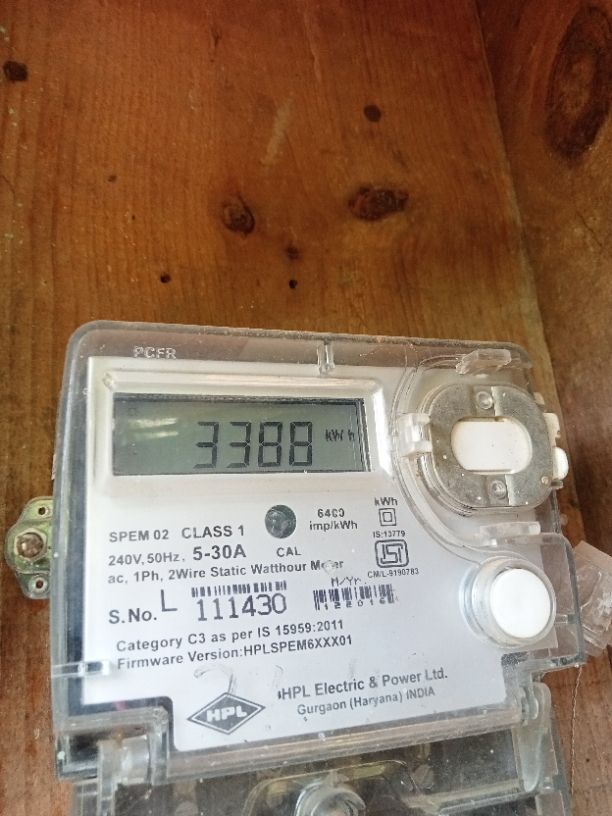 PCFR
3388 kWh
SPEM 02 CLASS 1
6400
imp/kWh
kWh
IS:13779
240V, 50Hz, 5-30A CAL
ac, 1Ph, 2Wire Static Watthour Meter
CM/L-9190783
M/Yr.
S.No. L 111430
122016
Category C3 as per IS 15959:2011
Firmware Version:HPLSPEM6XXX01
HPL
HPL Electric & Power Ltd.
Gurgaon (Haryana) INDIA